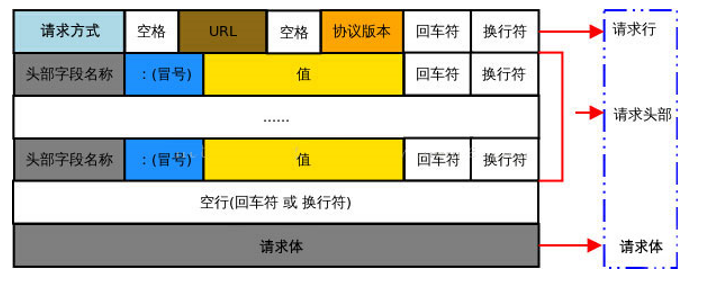 请求方式 空格 URL 空格 协议版本 回车符 换行符 请求行
头部字段名称 ：(冒号) 值 回车符 换行符
...... 请求头部
头部字段名称 ：(冒号) 值 回车符 换行符
空行(回车符 或 换行符)
请求体 请求体